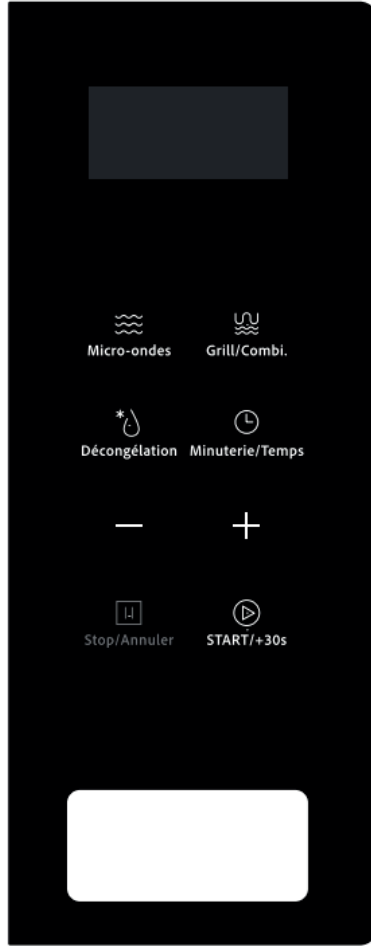 Micro-ondes Grill/Combi.
Décongélation Minuterie/Temps
Stop/Annuler START/+30s